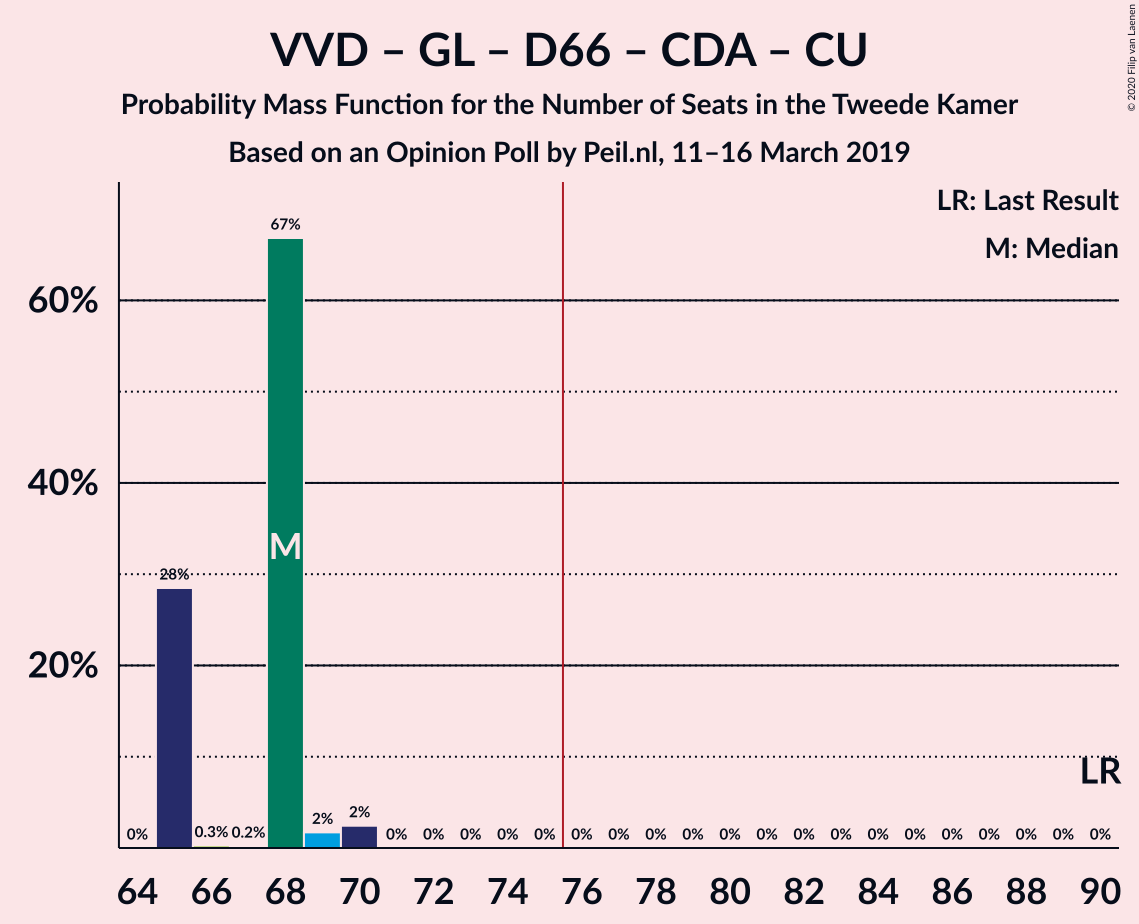 VVD – GL – D66 – CDA – CU
Probability Mass Function for the Number of Seats in the Tweede Kamer
Based on an Opinion Poll by Peil.nl, 11–16 March 2019
© 2020 Filip van Laenen
LR: Last Result
M: Median
60%
40%
20%
67%
28%
M
LR
0% 0.3% 0.2% 2% 2% 0% 0% 0% 0% 0% 0% 0% 0% 0% 0% 0% 0% 0% 0% 0% 0% 0% 0% 0% 0%
64 66 68 70 72 74 76 78 80 82 84 86 88 90